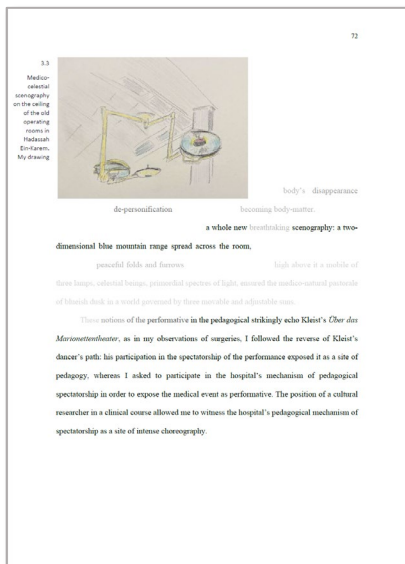 72
3.3
Medico-
celestial
scenography
on the ceiling
of the old
operating
rooms in
Hadassah
Ein-Karem.
My drawing
body's disappearance
de-personification becoming body-matter.
a whole new breathtaking scenography: a two-
dimensional blue mountain range spread across the room,
peaceful folds and furrows high above it a mobile of
three lamps, celestial beings, primordial specters of light, assured the medico-natural pastorale
of blueish dusk in a world governed by three movable and adjustable suns.
These notions of the performative in the pedagogical strikingly echo Kleist's Über das
Marionettentheater, as in my observations of surgeries, I followed the reverse of Kleist's
dancer's path: his participation in the spectatorship of the performance exposed it as a site of
pedagogy, whereas I asked to participate in the hospital's mechanism of pedagogical
spectatorship in order to expose the medical event as performative. The position of a cultural
researcher in a clinical course allowed me to witness the hospital's pedagogical mechanism of
spectatorship as a site of intense choreography.